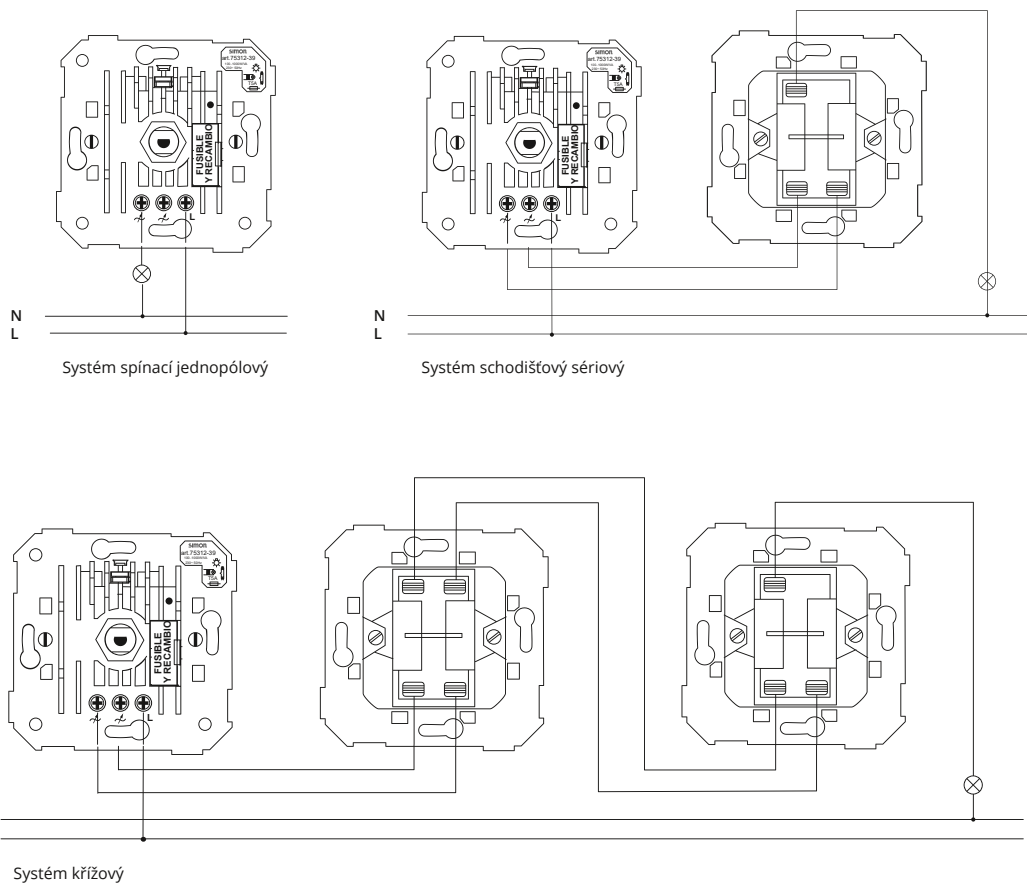 simon
art.75312-39
FUSIBLE
Y RECAMBIO
L
simon
art.75312-39
FUSIBLE
Y RECAMBIO
L
N
L
N
L
Systém spínací jednopólový
Systém schodišťový sériový
simon
art.75312-39
FUSIBLE
Y RECAMBIO
L
Systém křížový